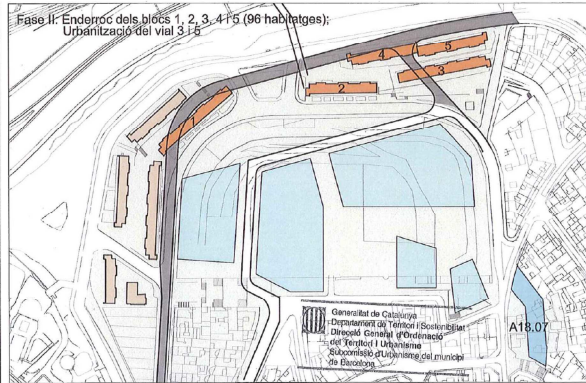 Fase II: Enderroc dels blocs 1, 2, 3, 4 i 5 (96 habitatges);
Urbanització del vial 3 i 5
4
5
3
2
1
Generalitat de Catalunya
Departament de Territori i Sostenibilitat
Direcció General d'Ordenació
del Territori i Urbanisme
Subcomissió d'Urbanisme del municipi
de Barcelona
A18.07